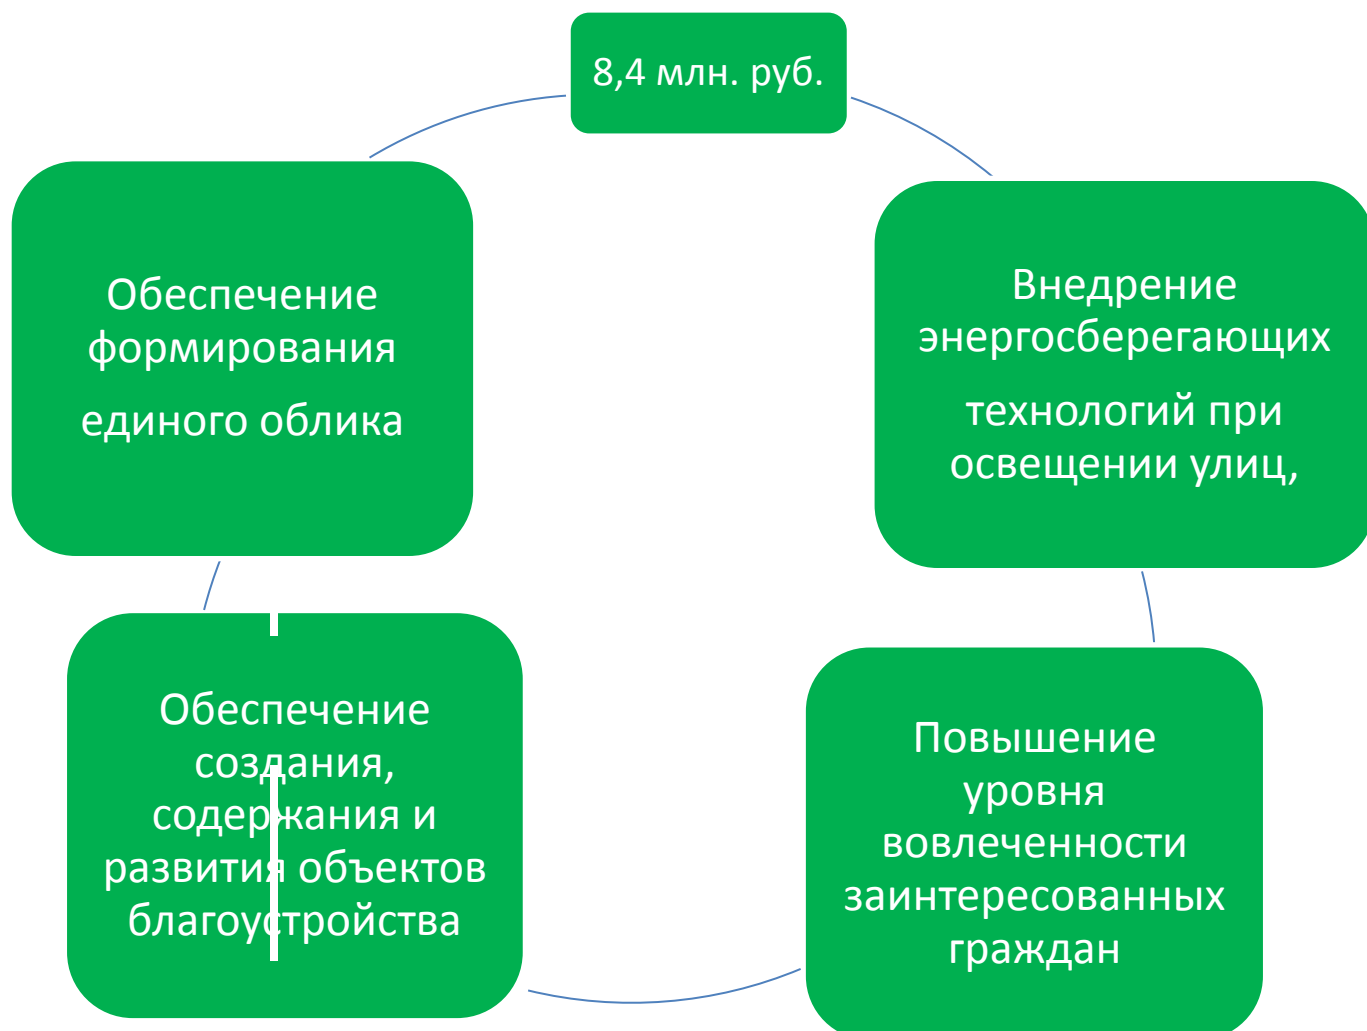 8,4 млн. руб.
Обеспечение
формирования
единого облика
Внедрение
энергосберегающих
технологий при
освещении улиц,
Обеспечение
создания,
содержания и
развития объектов
благоустройства
Повышение
уровня
вовлеченности
заинтересованных
граждан